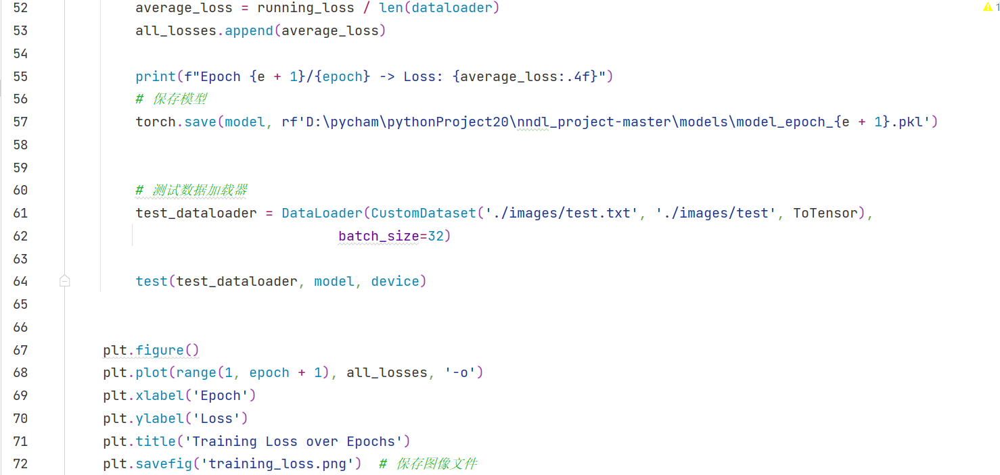 52 average_loss = running_loss / len(dataloader)
53 all_losses.append(average_loss)
54
55 print(f"Epoch {e + 1}/{epoch} -> Loss: {average_loss:.4f}")
56 # 保存模型
57 torch.save(model, rf'D:\pycham\pythonProject20\nndl_project-master\models\model_epoch_{e + 1}.pkl')
58
59
60 # 测试数据加载器
61 test_dataloader = DataLoader(CustomDataset('./images/test.txt', './images/test', ToTensor),
62 batch_size=32)
63
64 test(test_dataloader, model, device)
65
66
67 plt.figure()
68 plt.plot(range(1, epoch + 1), all_losses, '-o')
69 plt.xlabel('Epoch')
70 plt.ylabel('Loss')
71 plt.title('Training Loss over Epochs')
72 plt.savefig('training_loss.png') # 保存图像文件
1